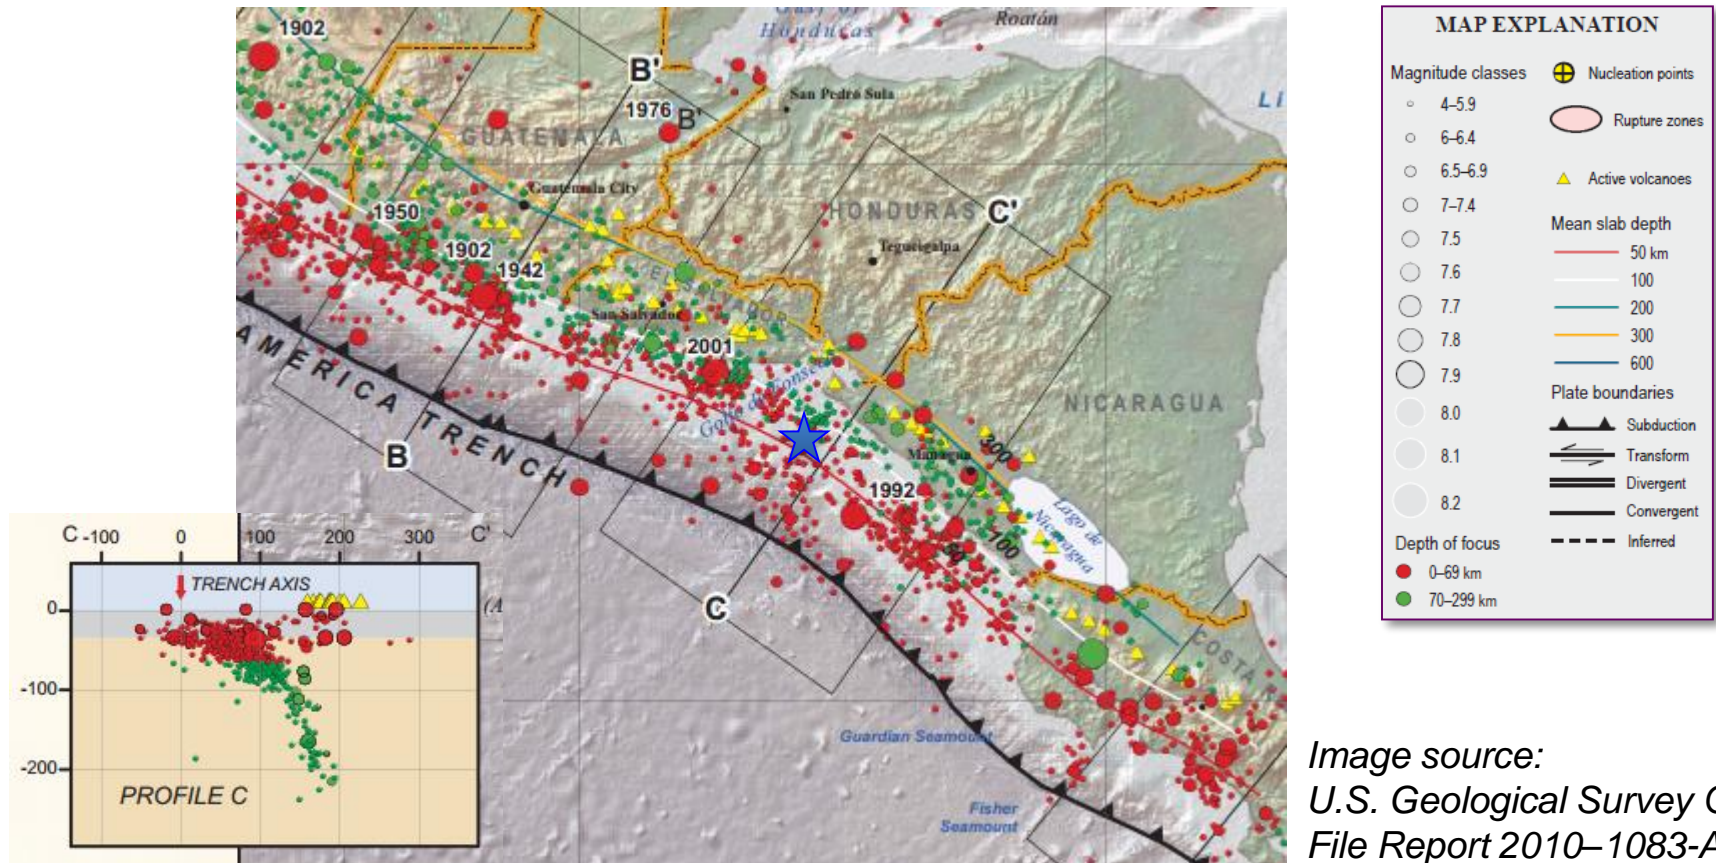 1902
Gulf of
Honduras
Roatán
B'
1976
B'
San Pedro Sula
GUATEMALA
Guatemala City
HONDURAS
C'
1950
Tegucigalpa
1902
1942
San Salvador
2001
NICARAGUA
AMERICA TRENCH
B
300
Managua
1992
Lago de
Nicaragua
50
100
C
COSTA
Guardian Seamount
Fisher
Seamount
C -100 0 100 200 300 C'
TRENCH AXIS
0
(A
-100
-200
PROFILE C
MAP EXPLANATION
Magnitude classes
4–5.9
6–6.4
6.5–6.9
7–7.4
7.5
7.6
7.7
7.8
7.9
8.0
8.1
8.2
Depth of focus
0–69 km
70–299 km
Nucleation points
Rupture zones
Active volcanoes
Mean slab depth
50 km
100
200
300
600
Plate boundaries
Subduction
Transform
Divergent
Convergent
Inferred
Image source:
U.S. Geological Survey
File Report 2010–1083-A